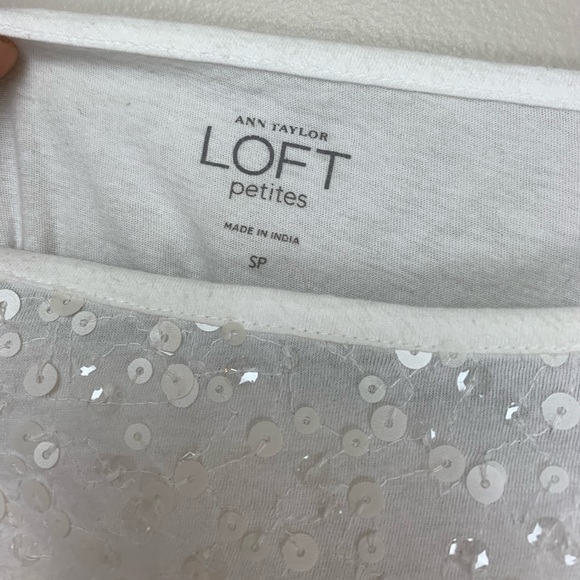 ANN TAYLOR
LOFT
petites
MADE IN INDIA
SP